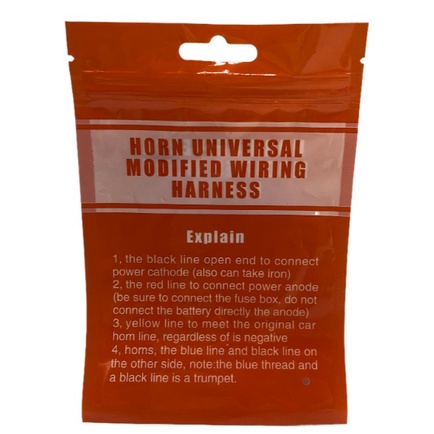 HORN UNIVERSAL
MODIFIED WIRING
HARNESS
Explain
1, the black line open end to connect
power cathode (also can take iron)
2, the red line to connect power anode
(be sure to connect the fuse box, do not
connect the battery directly the anode)
3, yellow line to meet the original car
horn line, regardless of is negative
4, horns, the blue line and black line on
the other side, note:the blue thread and
a black line is a trumpet.